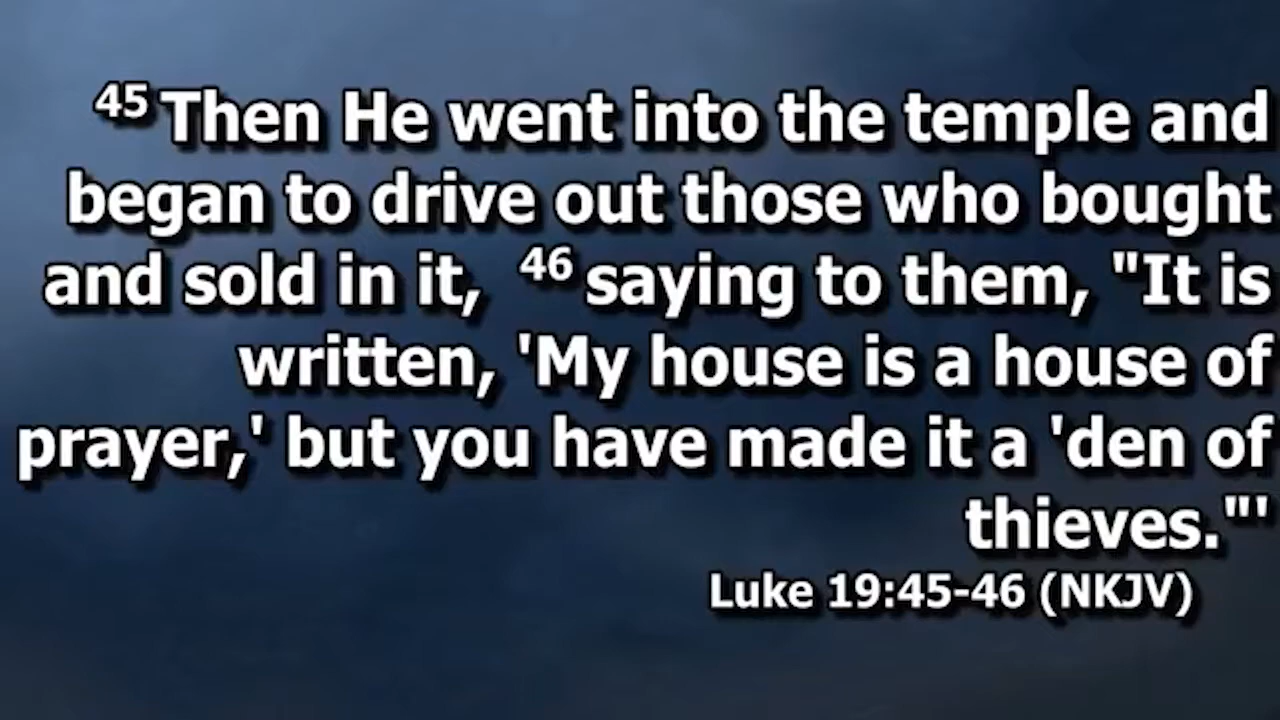 45 Then He went into the temple and
began to drive out those who bought
and sold in it, 46 saying to them, "It is
written, 'My house is a house of
prayer,' but you have made it a 'den of
thieves."'
Luke 19:45-46 (NKJV)